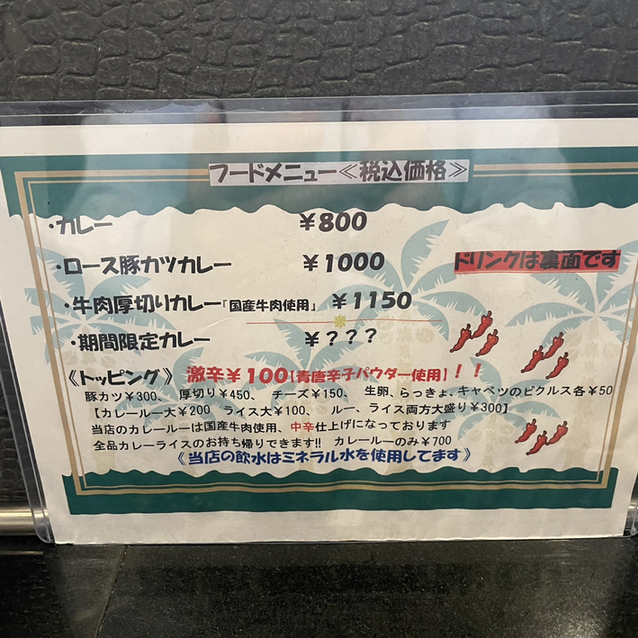 フードメニュー≪税込価格≫
・カレー ￥800
・ロース豚カツカレー ￥1000
ドリンクは裏面です
・牛肉厚切りカレー「国産牛肉使用」 ￥1150
・期間限定カレー ￥？？？
《トッピング》 激辛￥100【青唐辛子パウダー使用】！！
豚カツ￥300、 厚切り￥450、 チーズ￥150、 生卵、らっきょ、キャベツのピクルス各￥50
【カレールー大￥200 ライス大￥100、 ルー、ライス両方大盛り￥300】
当店のカレールーは国産牛肉使用、中辛仕上げになっております
全品カレーライスのお持ち帰りできます!! カレールーのみ￥700
《当店の飲水はミネラル水を使用してます》